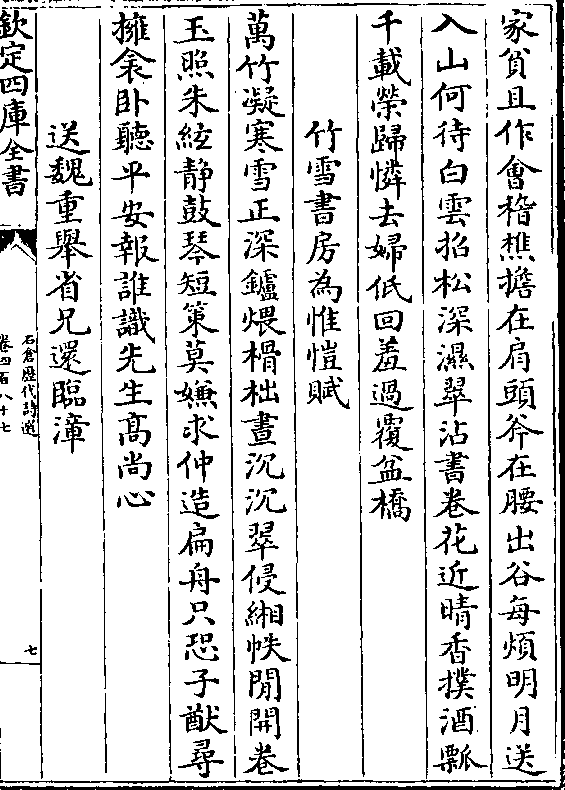 家貧且作會稽樵擔在肩頭斧在腰出谷每煩明月送
入山何待白雲招松深濕翠沾書卷花近晴香撲酒瓢
千載榮歸憐去婦低回羞過覆盆橋
竹雪書房為惟愷賦
萬竹凝寒雪正深鑪煨榾柮晝沉沉翠侵緗帙閒開卷
玉照朱絃静鼓琴短策莫嫌求仲造扁舟只恐子猷尋
擁衾卧聽平安報誰識先生髙尚心
送魏重舉省兄還臨漳
欽定四庫全書
石倉歴代詩選
卷四百八十七
七